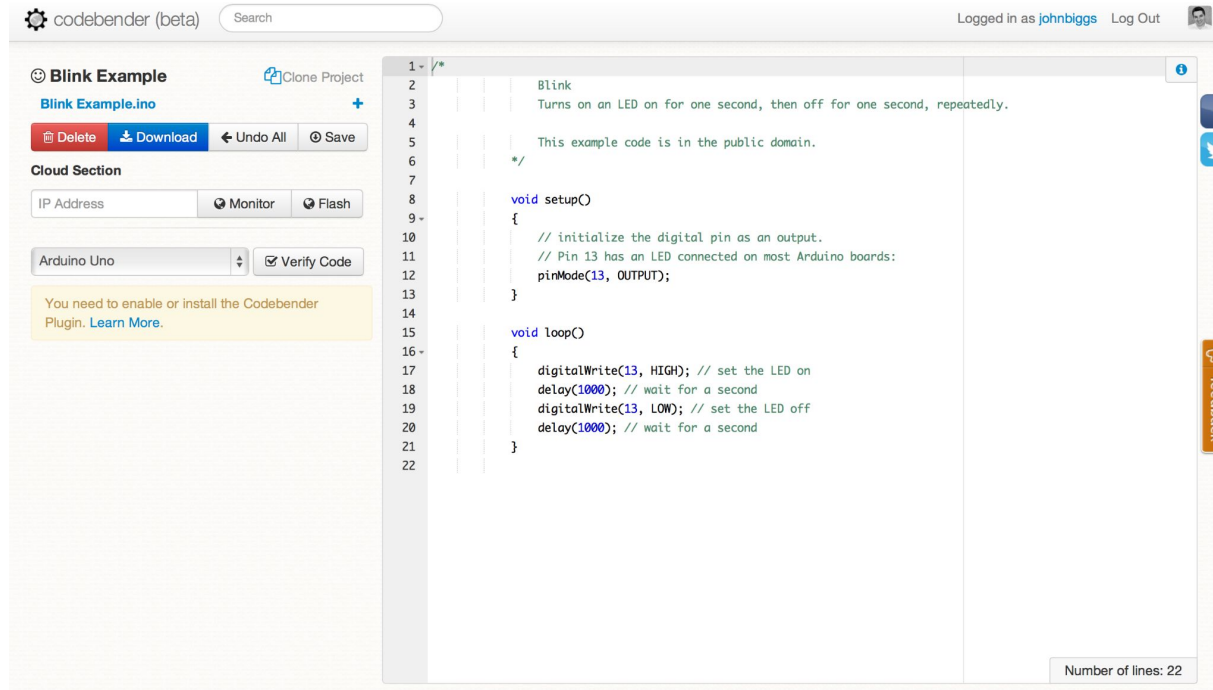 codebender (beta)
Search
Logged in as johnbiggs Log Out
Blink Example
Clone Project
Blink Example.ino
+
Delete Download Undo All Save
Cloud Section
IP Address Monitor Flash
Arduino Uno Verify Code
You need to enable or install the Codebender
Plugin. Learn More.
1 /*
2 Blink
3 Turns on an LED on for one second, then off for one second, repeatedly.
4
5 This example code is in the public domain.
6 */
7
8 void setup()
9 {
10 // initialize the digital pin as an output.
11 // Pin 13 has an LED connected on most Arduino boards:
12 pinMode(13, OUTPUT);
13 }
14
15 void loop()
16 {
17 digitalWrite(13, HIGH); // set the LED on
18 delay(1000); // wait for a second
19 digitalWrite(13, LOW); // set the LED off
20 delay(1000); // wait for a second
21 }
22
Number of lines: 22